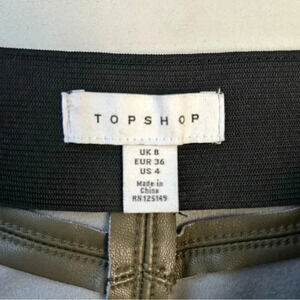 TOPSHOP
UK 8
EUR 36
US 4
Made in
China
RN125149